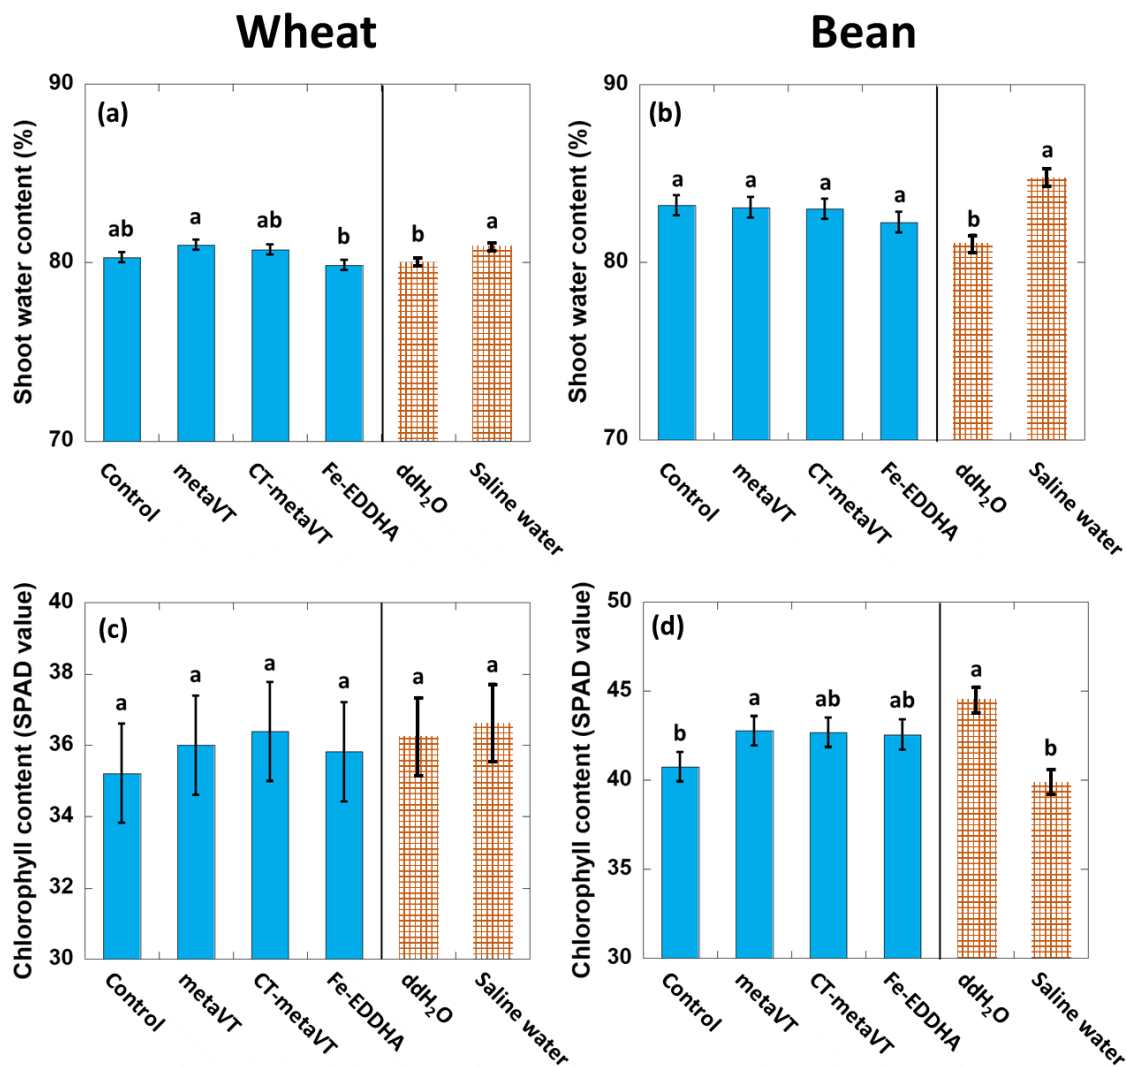 Wheat
Bean
(a)
Shoot water content (%)
90
80
70
ab
a
ab
b
b
a
Control
metaVT
CT-metaVT
Fe-EDDHA
ddH₂O
Saline water
(b)
Shoot water content (%)
90
80
70
a
a
a
a
b
a
Control
metaVT
CT-metaVT
Fe-EDDHA
ddH₂O
Saline water
(c)
Chlorophyll content (SPAD value)
40
38
36
34
32
30
a
a
a
a
a
a
Control
metaVT
CT-metaVT
Fe-EDDHA
ddH₂O
Saline water
(d)
Chlorophyll content (SPAD value)
50
45
40
35
30
b
a
ab
ab
a
b
Control
metaVT
CT-metaVT
Fe-EDDHA
ddH₂O
Saline water